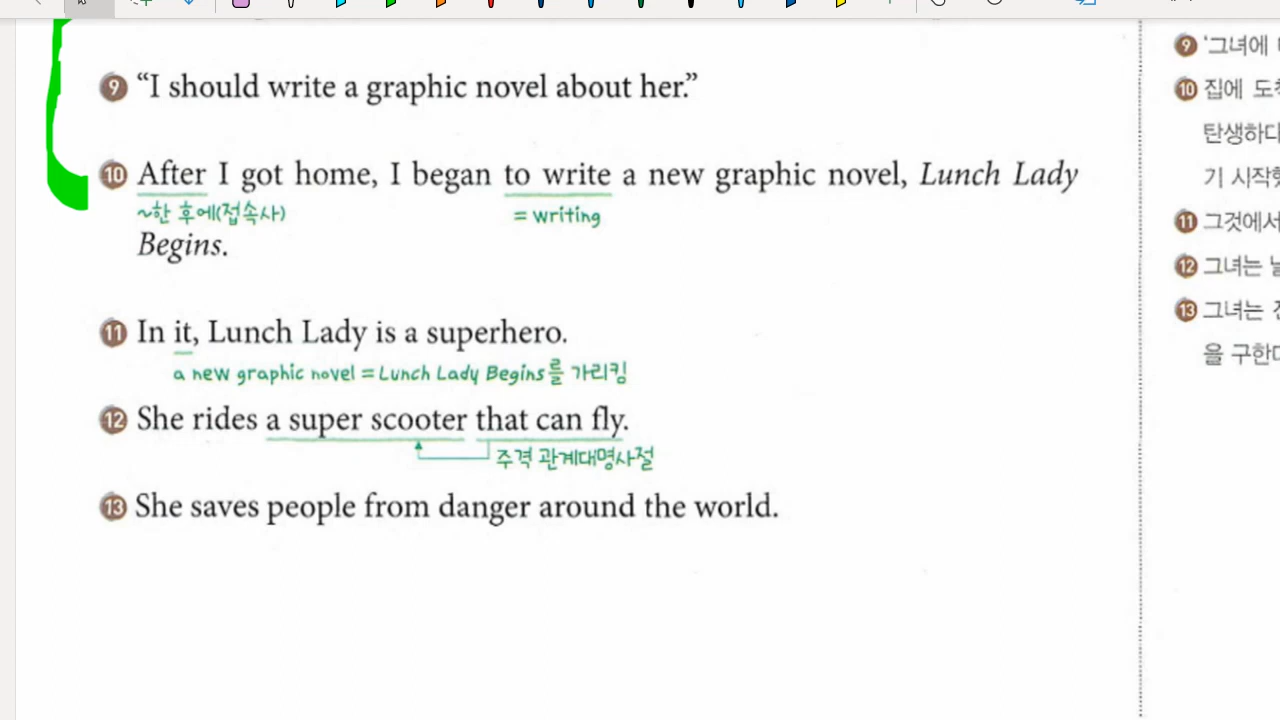 9 “I should write a graphic novel about her.”
10 After I got home, I began to write a new graphic novel, Lunch Lady
~한 후에(접속사) = writing
Begins.
11 In it, Lunch Lady is a superhero.
a new graphic novel = Lunch Lady Begins를 가리킴
12 She rides a super scooter that can fly.
주격 관계대명사절
13 She saves people from danger around the world.
9 ‘그녀에
10 집에
탄생하다
기 시작했
11 그것에서
12 그녀는
13 그녀는
을 구한다